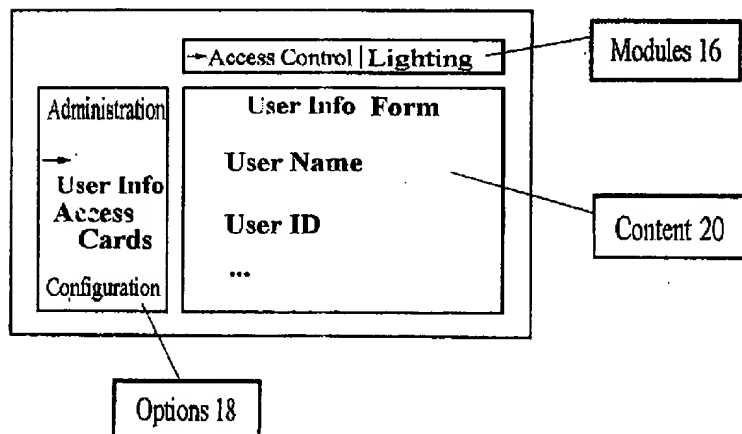 →Access Control | Lighting
Modules 16
Administration
→
User Info
Access
Cards
Configuration
User Info Form
User Name
User ID
...
Content 20
Options 18